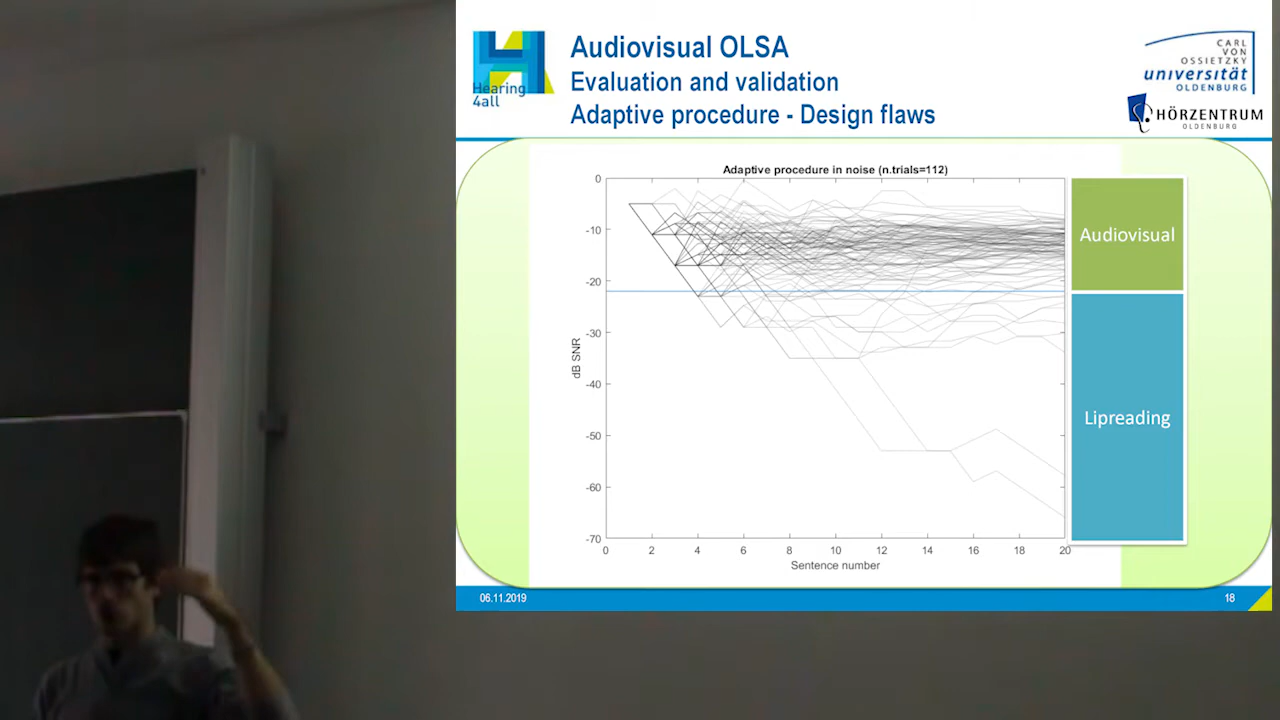 Hearing
4all
Audiovisual OLSA
Evaluation and validation
Adaptive procedure - Design flaws
CARL
VON
OSSIETZKY
universität
OLDENBURG
HÖRZENTRUM
OLDENBURG
Adaptive procedure in noise (n.trials=112)
0
-10
-20
-30
-40
-50
-60
-70
dB SNR
0 2 4 6 8 10 12 14 16 18 20
Sentence number
Audiovisual
Lipreading
06.11.2019
18